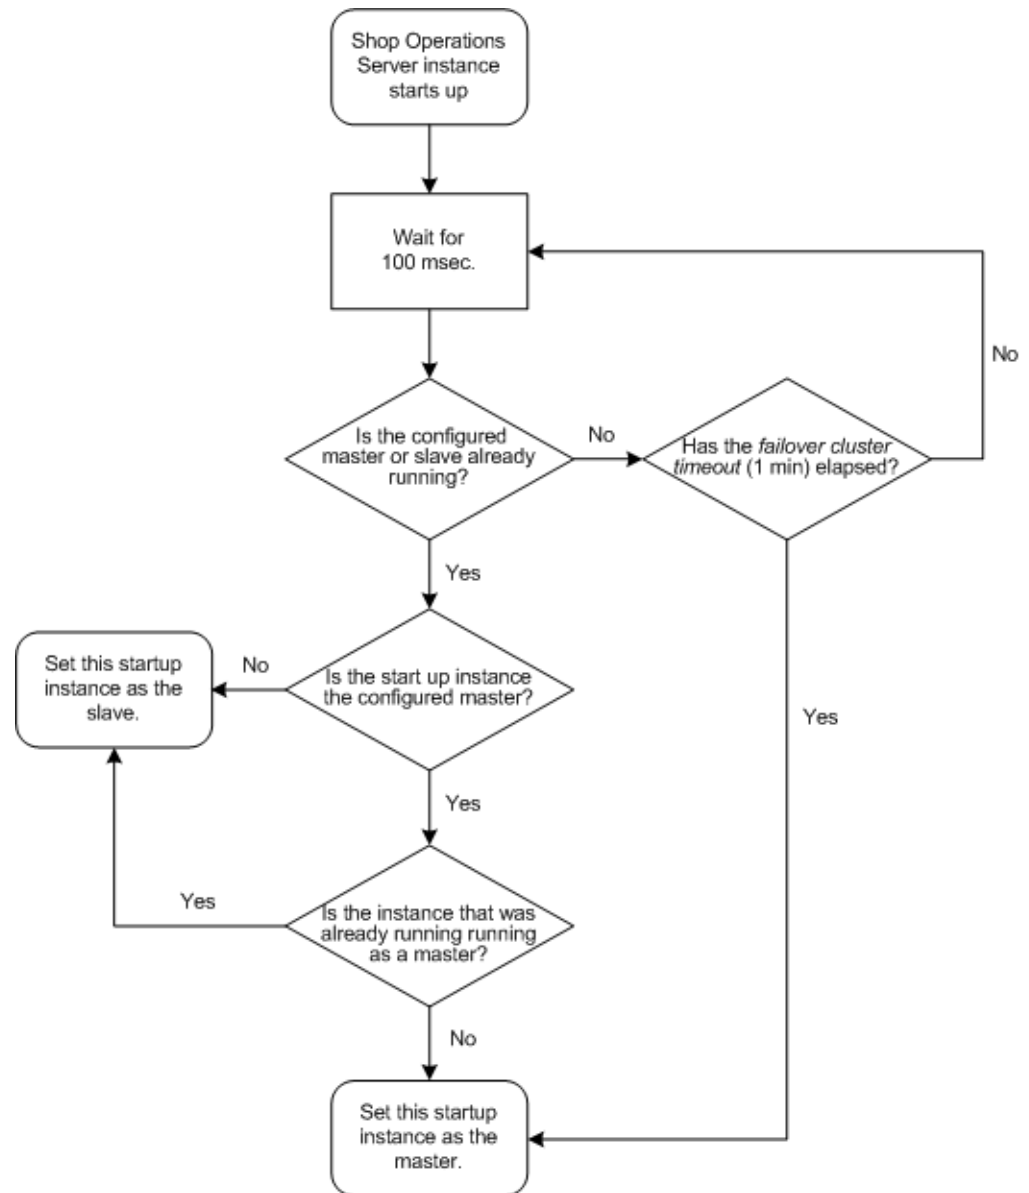 Shop Operations
Server instance
starts up
Wait for
100 msec.
No
Is the configured
master or slave already
running?
No
Has the failover cluster
timeout (1 min) elapsed?
Yes
Set this startup
instance as the
slave.
No
Is the start up instance
the configured master?
Yes
Yes
Yes
Is the instance that was
already running running
as a master?
No
Set this startup
instance as the
master.